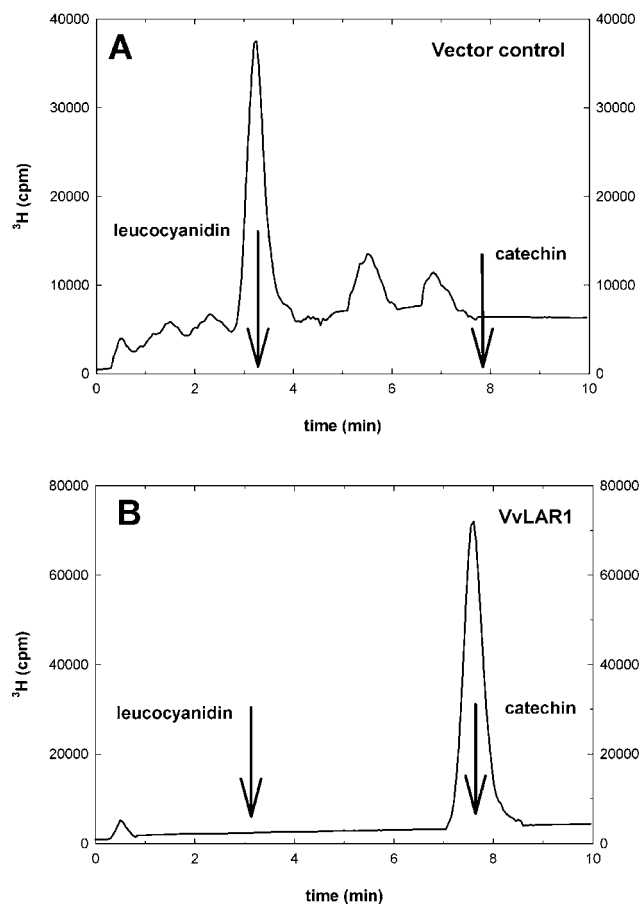 A
Vector control
40000
30000
20000
10000
0
40000
30000
20000
10000
0
³H (cpm)
leucocyanidin
catechin
0 2 4 6 8 10
time (min)
B
VvLAR1
80000
60000
40000
20000
0
80000
60000
40000
20000
0
³H (cpm)
leucocyanidin
catechin
0 2 4 6 8 10
time (min)